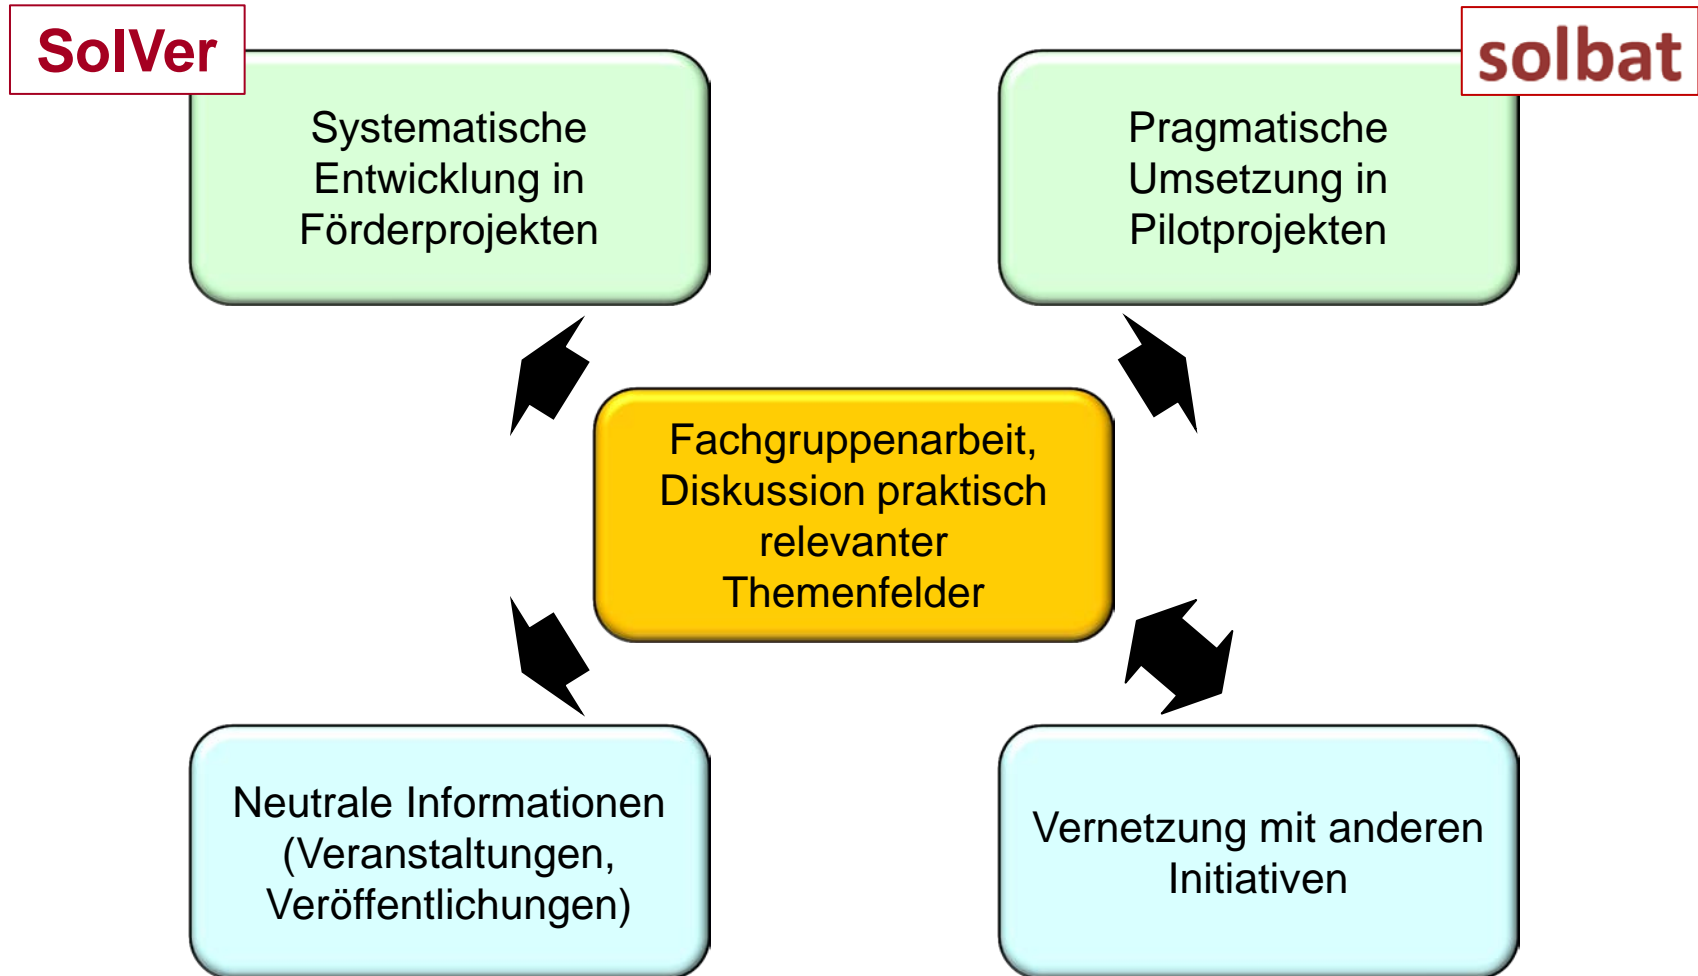 SolVer
solbat
Systematische
Entwicklung in
Förderprojekten
Pragmatische
Umsetzung in
Pilotprojekten
Fachgruppenarbeit,
Diskussion praktisch
relevanter
Themenfelder
Neutrale Informationen
(Veranstaltungen,
Veröffentlichungen)
Vernetzung mit anderen
Initiativen